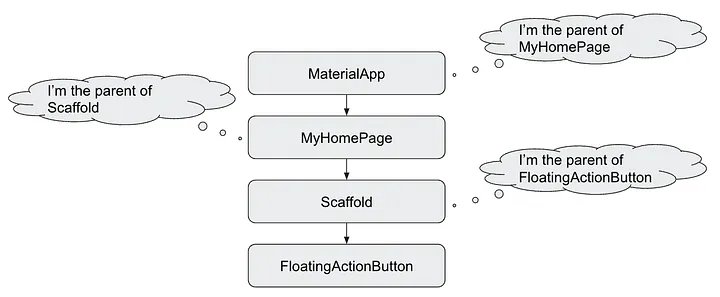 I'm the parent of
MyHomePage
MaterialApp
I'm the parent of
Scaffold
MyHomePage
I'm the parent of
FloatingActionButton
Scaffold
FloatingActionButton